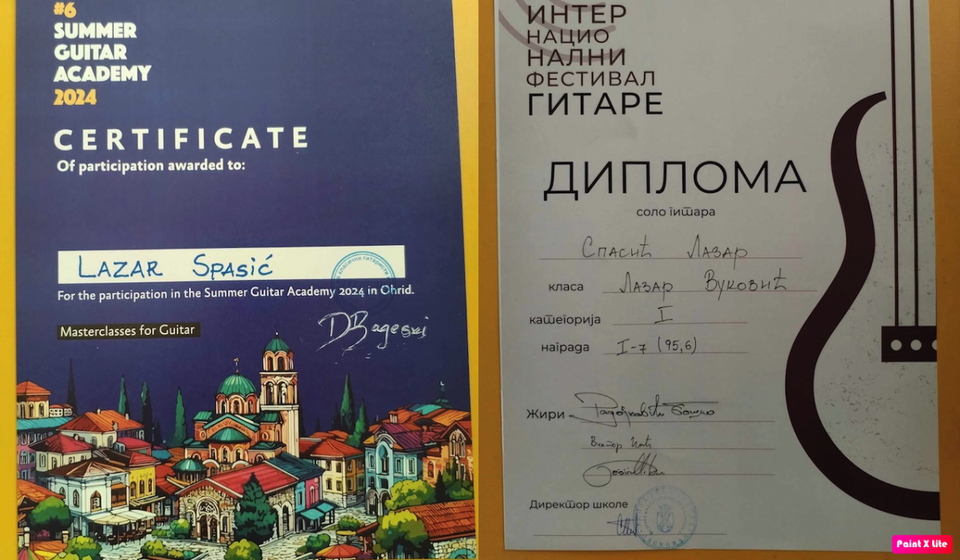 #6
SUMMER
GUITAR
ACADEMY
2024
CERTIFICATE
Of participation awarded to:
LAZAR SPASIĆ
For the participation in the Summer Guitar Academy 2024 in Ohrid.
Masterclasses for Guitar
ИНТЕР
НАЦИО
НАЛНИ
ФЕСТИВАЛ
ГИТАРЕ
ДИПЛОМА
соло гитара
Спасић Лазар
класа Лазар Вуковић
категорија I
награда I-7 (95,6)
Жири
Директор школе
Paint X Lite